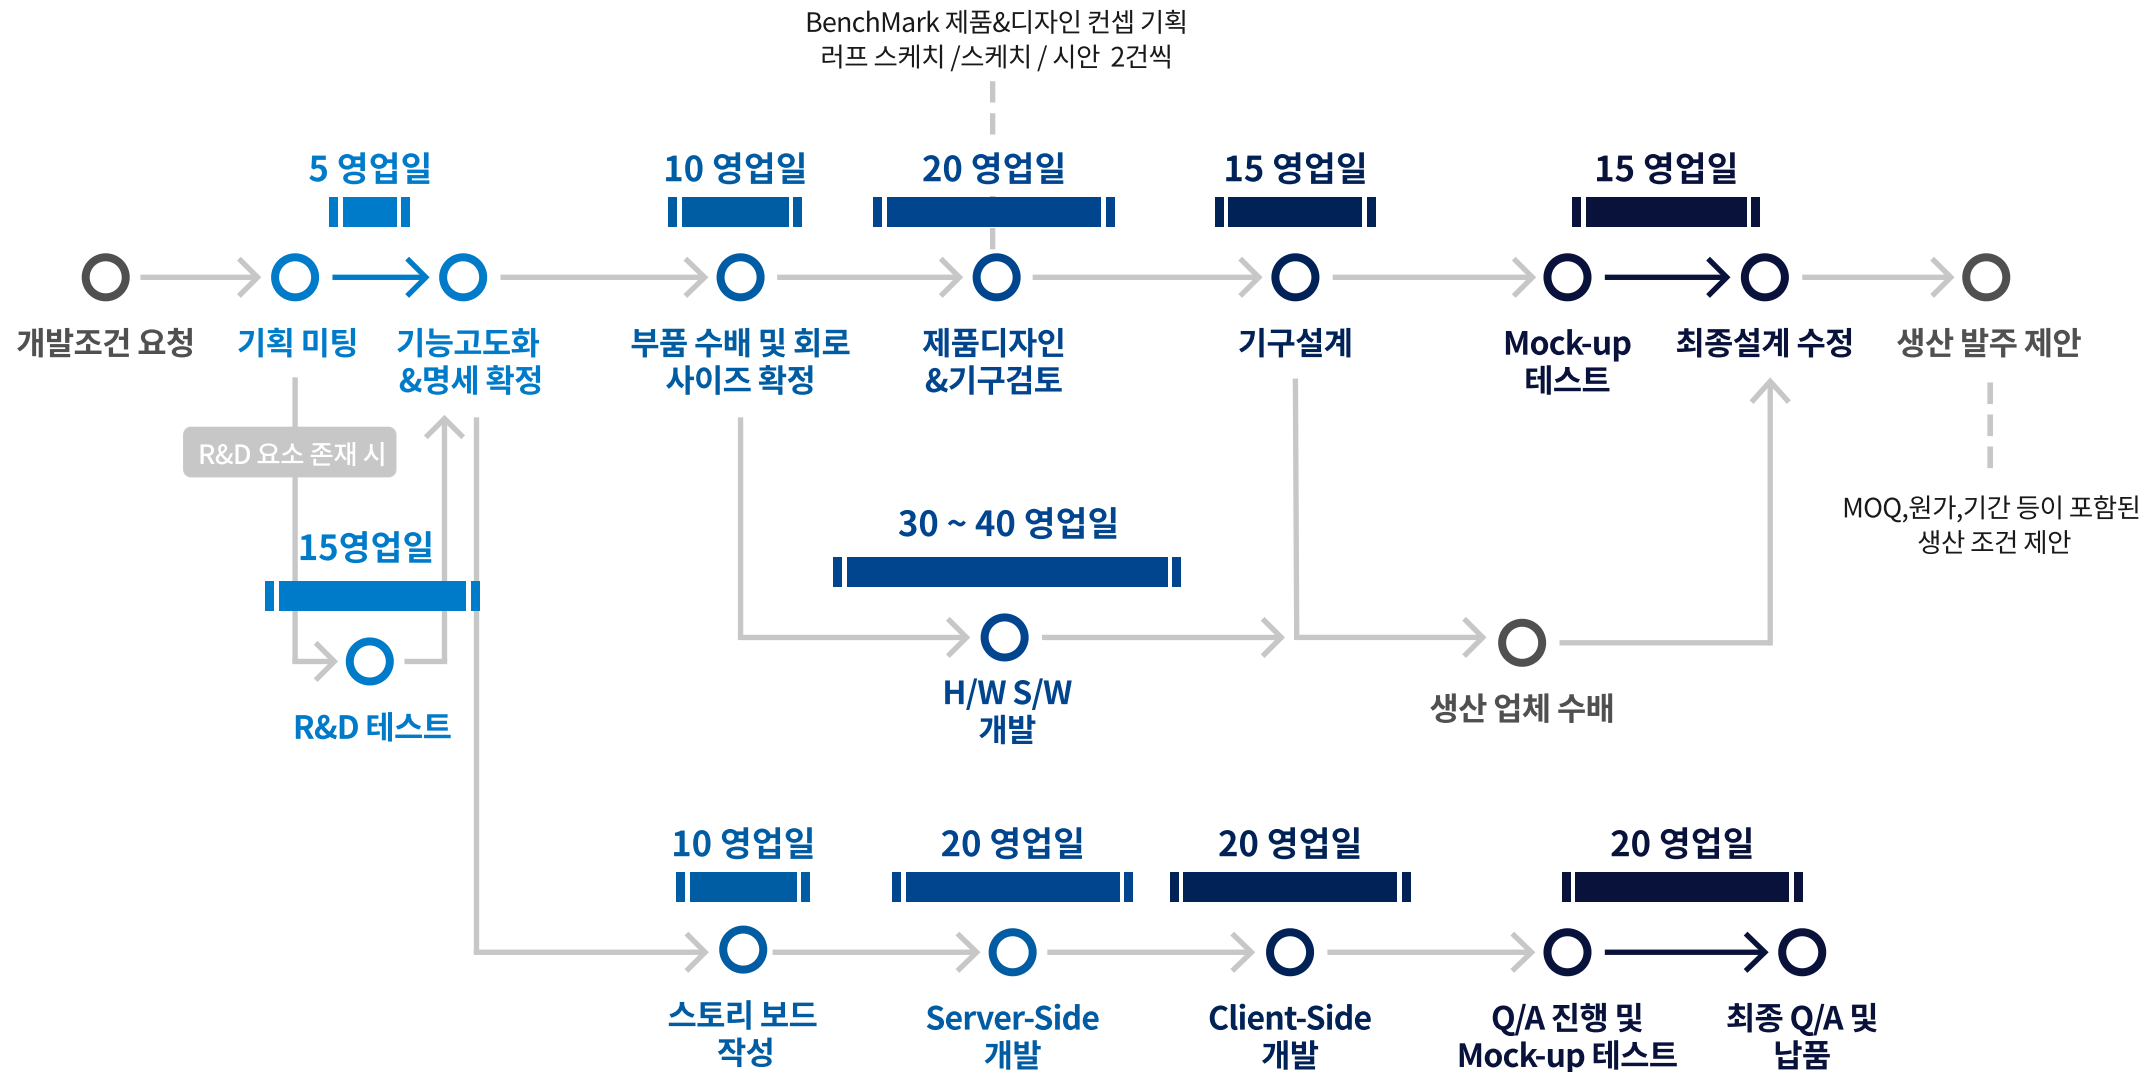 BenchMark 제품&디자인 컨셉 기획
러프 스케치 /스케치 / 시안  2건씩
5 영업일
10 영업일
20 영업일
15 영업일
15 영업일
개발조건 요청
기획 미팅
기능고도화
&명세 확정
부품 수배 및 회로
사이즈 확정
제품디자인
&기구검토
기구설계
Mock-up
테스트
최종설계 수정
생산 발주 제안
R&D 요소 존재 시
MOQ,원가,기간 등이 포함된
생산 조건 제안
15영업일
30 ~ 40 영업일
R&D 테스트
H/W S/W
개발
생산 업체 수배
10 영업일
20 영업일
20 영업일
20 영업일
스토리 보드
작성
Server-Side
개발
Client-Side
개발
Q/A 진행 및
Mock-up 테스트
최종 Q/A 및
납품